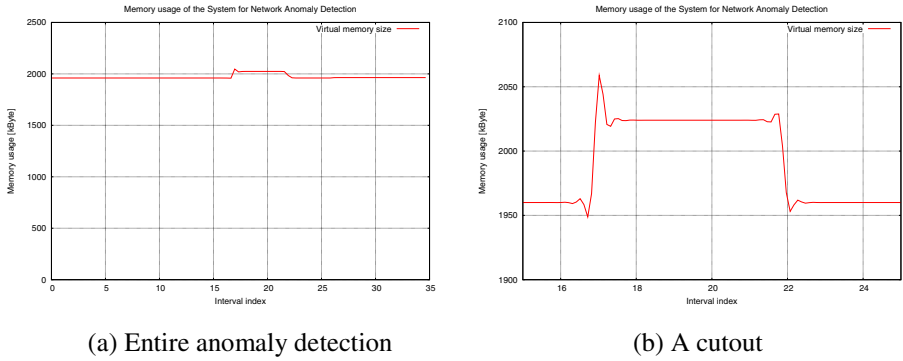 Memory usage of the System for Network Anomaly Detection
Virtual memory size
Memory usage [kByte]
2500
2000
1500
1000
500
0
0 5 10 15 20 25 30 35
Interval index
(a) Entire anomaly detection
Memory usage of the System for Network Anomaly Detection
Virtual memory size
Memory usage [kByte]
2100
2050
2000
1950
1900
16 18 20 22 24
Interval index
(b) A cutout